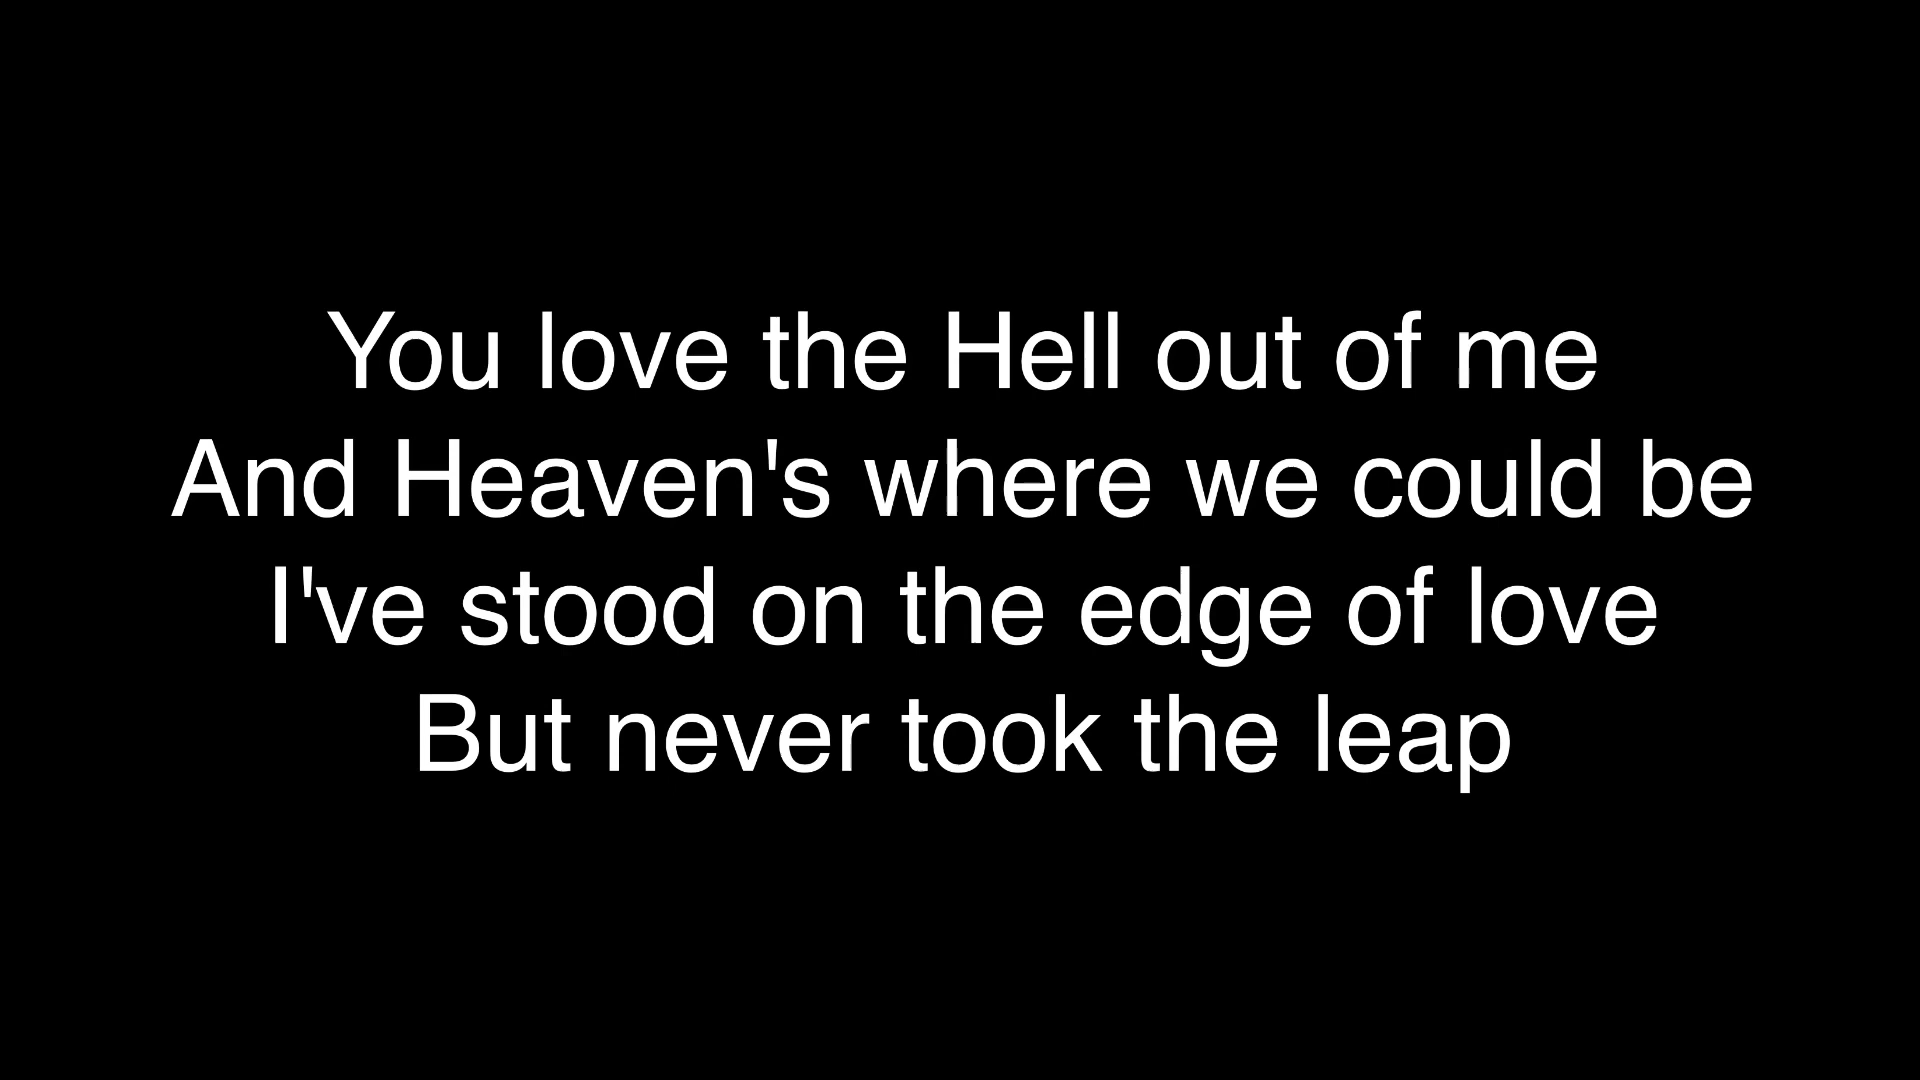 You love the Hell out of me
And Heaven's where we could be
I've stood on the edge of love
But never took the leap